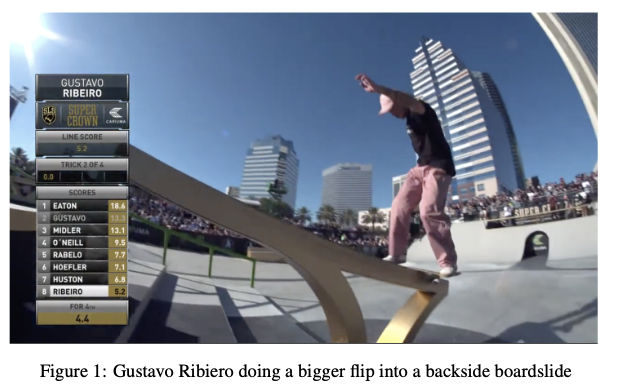 GUSTAVO
RIBEIRO
SLS
SUPER
CROWN
CAFUMA
LINE SCORE
5.2
TRICK 2 OF 4
0.0
SCORES
1 EATON 18.6
2 GUSTAVO 13.3
3 MIDLER 13.1
4 O´NEILL 9.5
5 RABELO 7.7
6 HOEFLER 7.1
7 HUSTON 6.8
8 RIBEIRO 5.2
FOR 4TH
4.4
SUPER C
Figure 1: Gustavo Ribiero doing a bigger flip into a backside boardslide